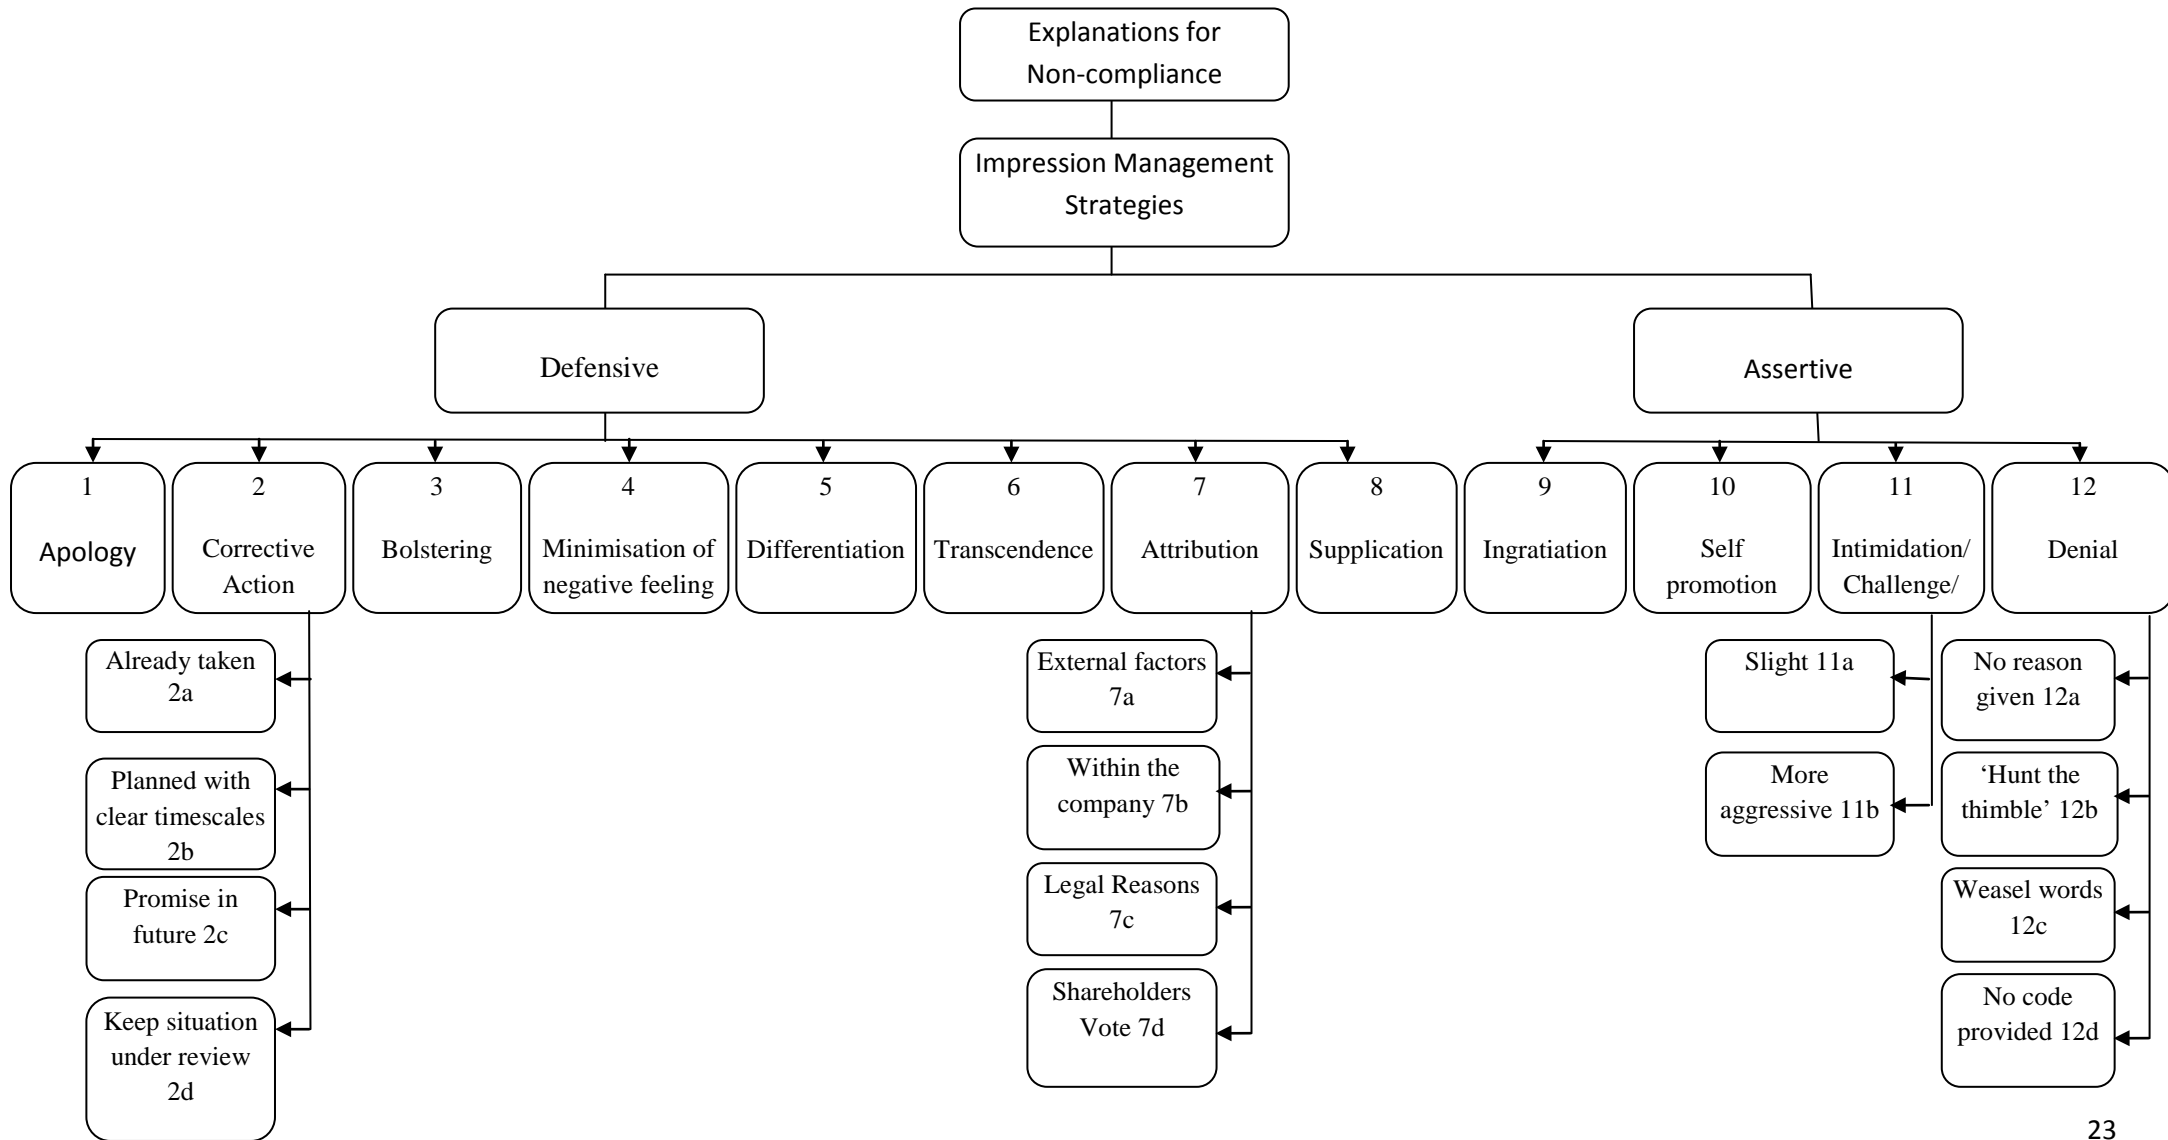 Explanations for
Non-compliance
Impression Management
Strategies
Defensive
Assertive
1
Apology
2
Corrective
Action
3
Bolstering
4
Minimisation of
negative feeling
5
Differentiation
6
Transcendence
7
Attribution
8
Supplication
9
Ingratiation
10
Self
promotion
11
Intimidation/
Challenge/
12
Denial
Already taken
2a
Planned with
clear timescales
2b
Promise in
future 2c
Keep situation
under review
2d
External factors
7a
Within the
company 7b
Legal Reasons
7c
Shareholders
Vote 7d
Slight 11a
More
aggressive 11b
No reason
given 12a
‘Hunt the
thimble’ 12b
Weasel words
12c
No code
provided 12d
23